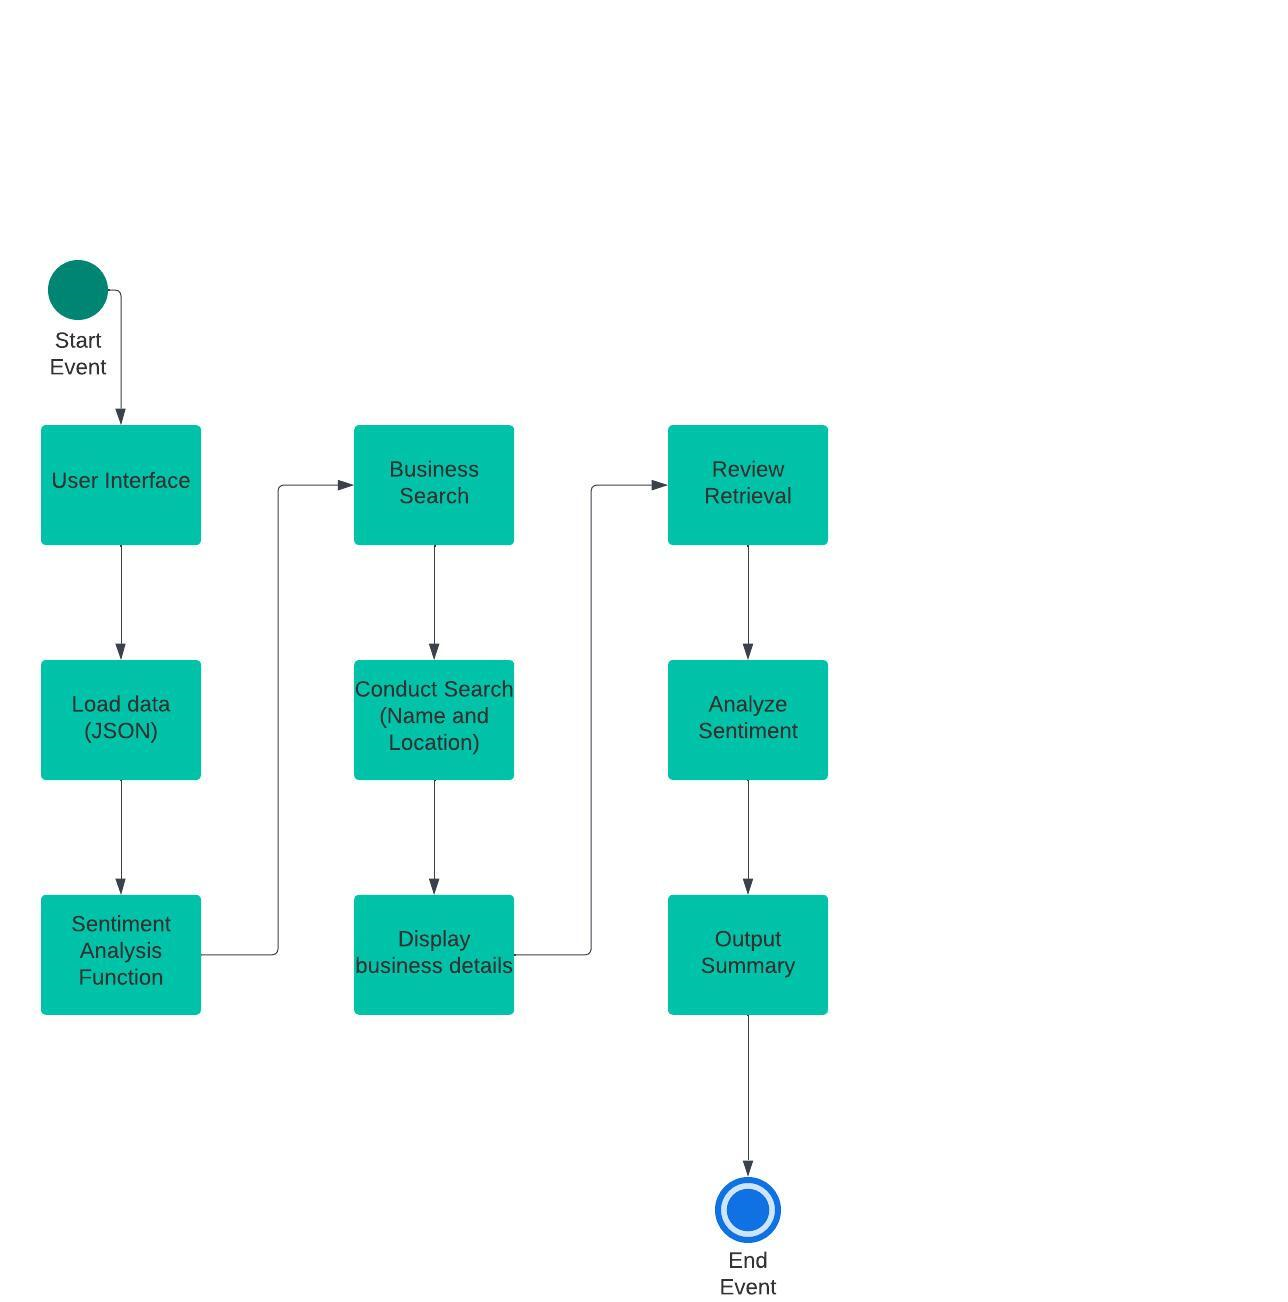 Start
Event
User Interface
Load data
(JSON)
Sentiment
Analysis
Function
Business
Search
Conduct Search
(Name and
Location)
Display
business details
Review
Retrieval
Analyze
Sentiment
Output
Summary
End
Event